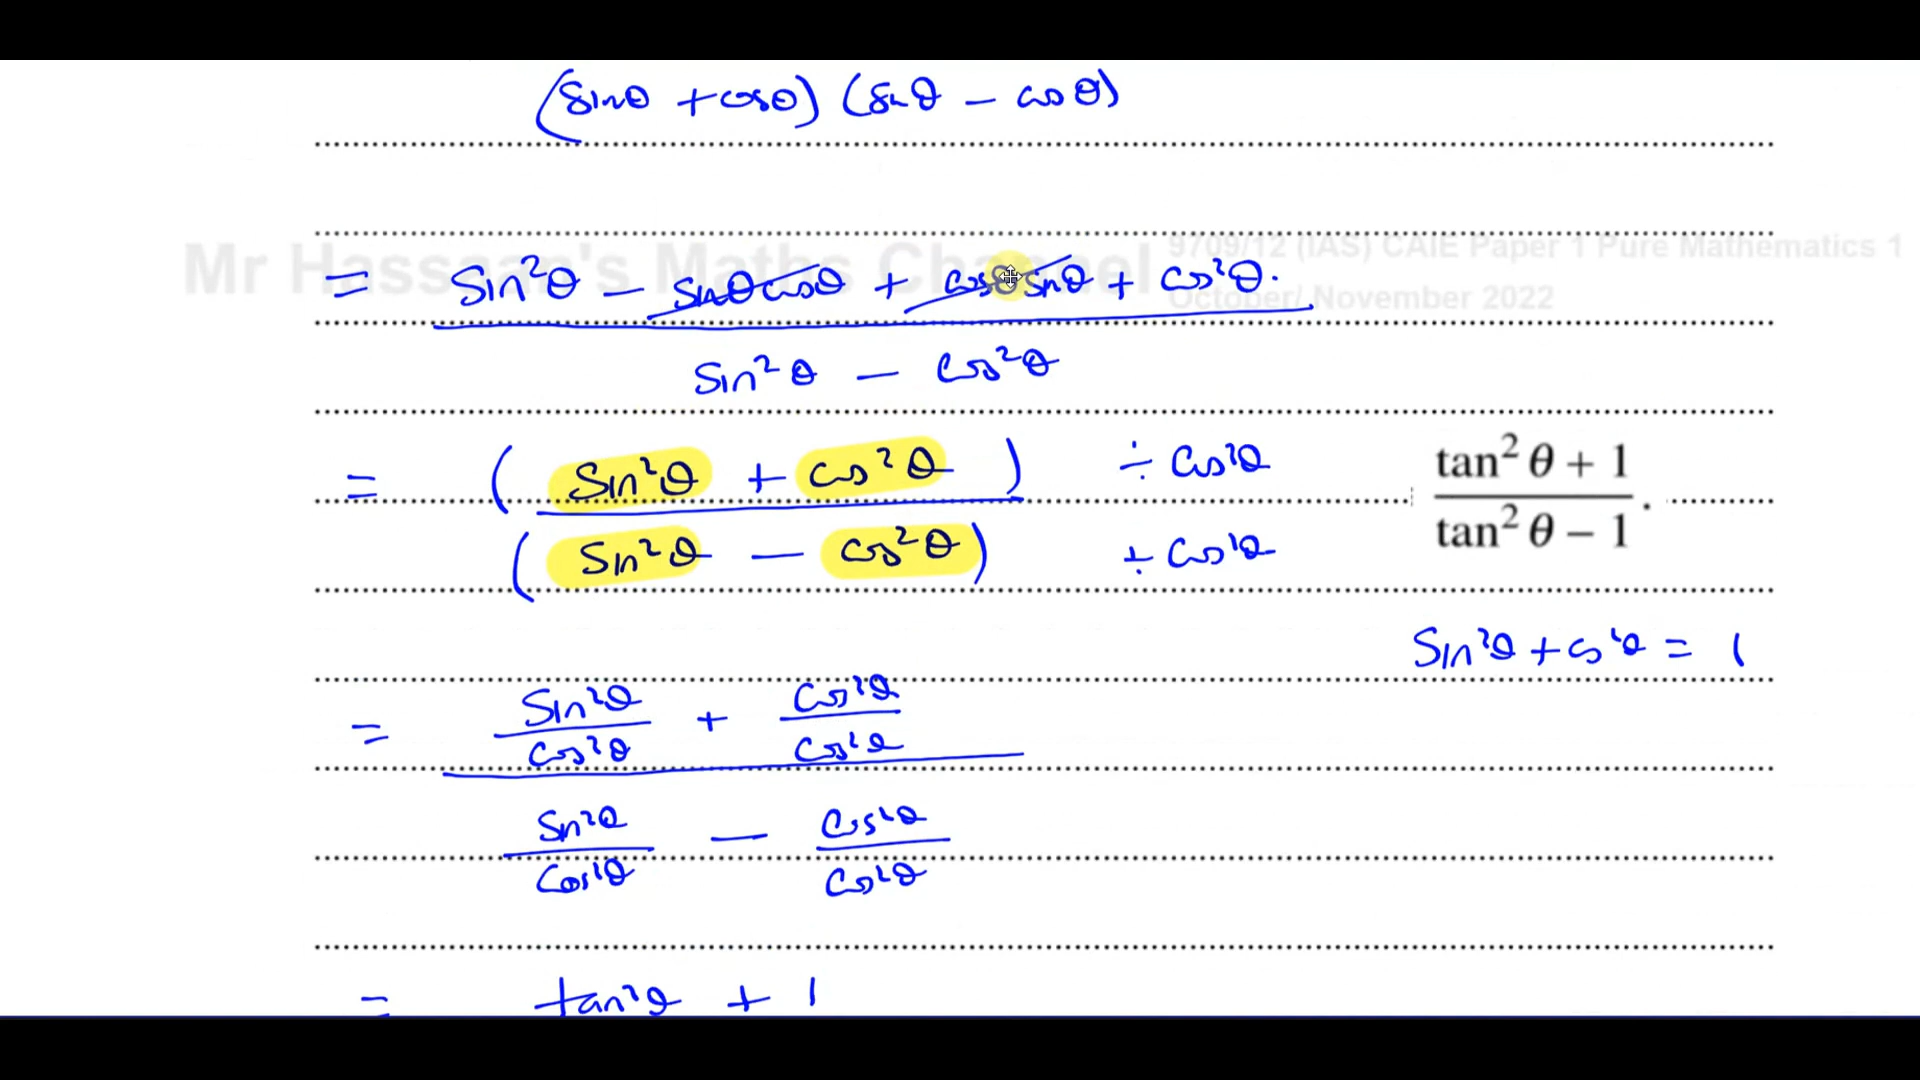 (sinθ + cosθ) (sinθ − cosθ)
Mr Hassaan's Maths Channel
9709/12 (IAS) CAIE Paper 1 Pure Mathematics 1
October/ November 2022
= Sin²θ − sinθcosθ + cosθsinθ + cos²θ.
Sin²θ − Cos²θ
= ( Sin²θ + cos²θ ) ÷ Cos²θ
( Sin²θ − cos²θ ) ÷ Cos²θ
tan² θ + 1
tan² θ − 1 .
Sin²θ + cos²θ = 1
= Sin²θ + Cos²θ
Cos²θ Cos²θ
Sin²θ − Cos²θ
Cos²θ Cos²θ
= tan²θ + 1